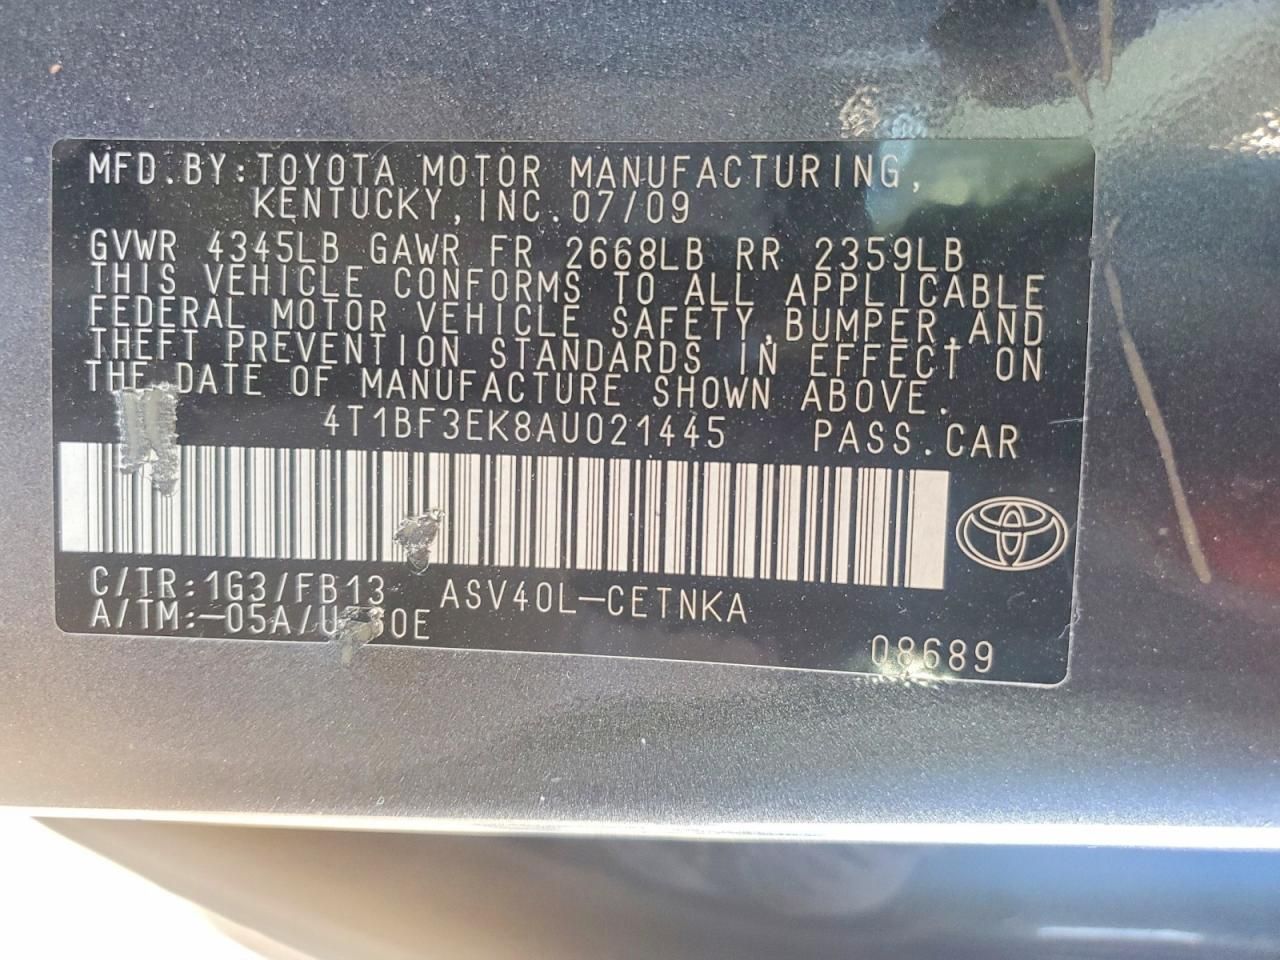 MFD.BY:TOYOTA MOTOR MANUFACTURING,
KENTUCKY,INC.07/09
GVWR 4345LB GAWR FR 2668LB RR 2359LB
THIS VEHICLE CONFORMS TO ALL APPLICABLE
FEDERAL MOTOR VEHICLE SAFETY,BUMPER,AND
THEFT PREVENTION STANDARDS IN EFFECT ON
THE DATE OF MANUFACTURE SHOWN ABOVE.
4T1BF3EK8AU021445 PASS.CAR
C/TR:1G3/FB13 ASV40L-CETNKA
A/TM:-05A/
08689